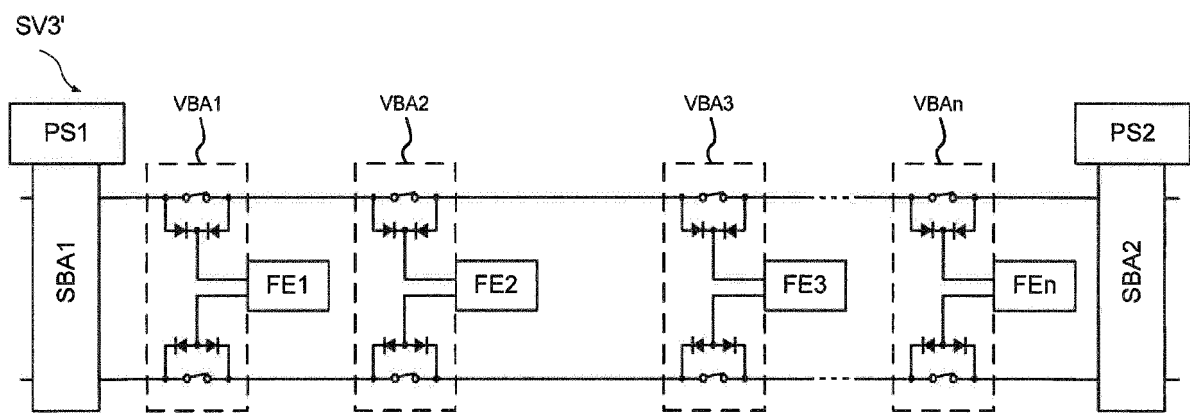 SV3'
VBA1
VBA2
VBA3
VBAn
PS1
PS2
SBA1
FE1
FE2
FE3
FEn
SBA2